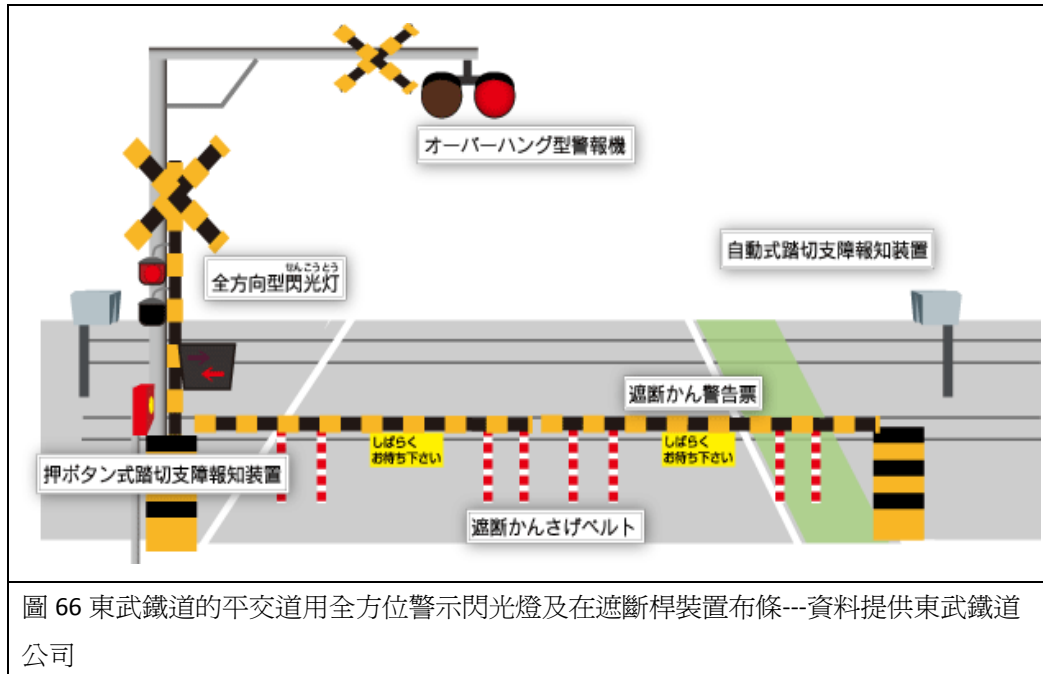 オーバーハング型警報機
自動式踏切支障報知装置
せんこうとう
全方向型閃光灯
遮断かん警告票
しばらく
お待ち下さい
しばらく
お待ち下さい
押ボタン式踏切支障報知装置
遮断かんさげベルト
圖 66 東武鐵道的平交道用全方位警示閃光燈及在遮斷桿裝置布條---資料提供東武鐵道
公司